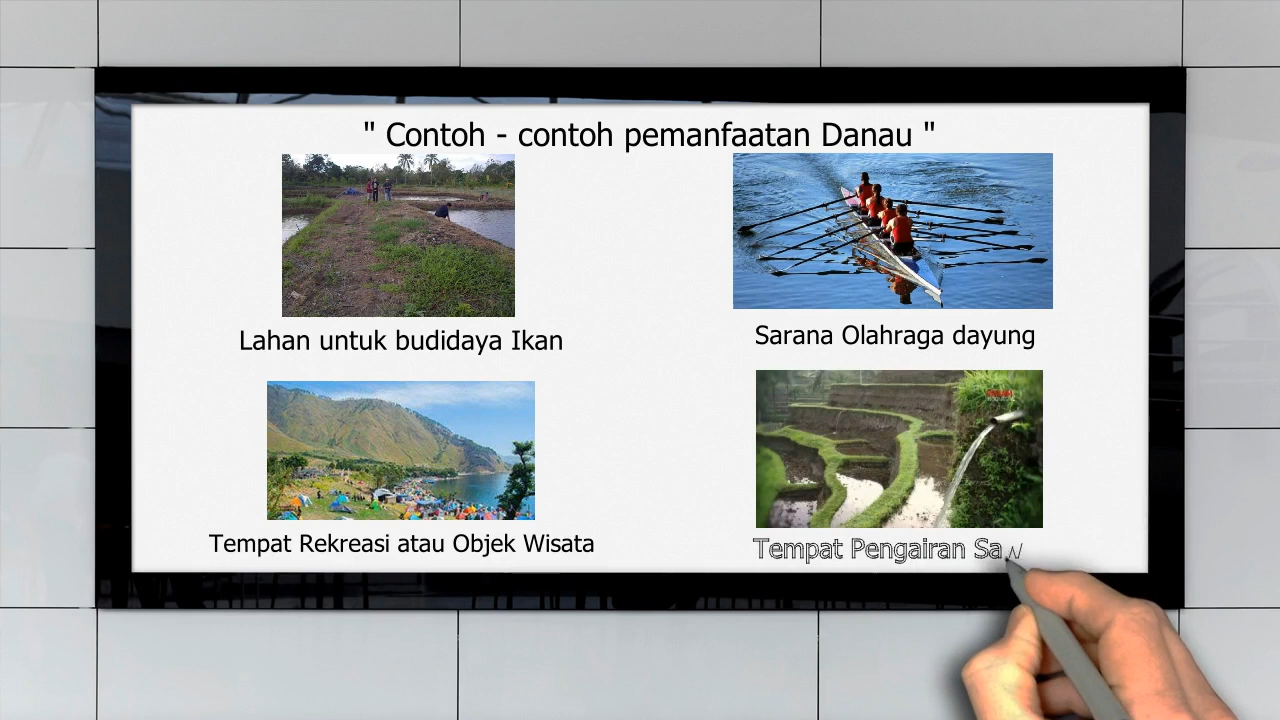 " Contoh - contoh pemanfaatan Danau "
Lahan untuk budidaya Ikan
Sarana Olahraga dayung
Tempat Rekreasi atau Objek Wisata
Tempat Pengairan Sa